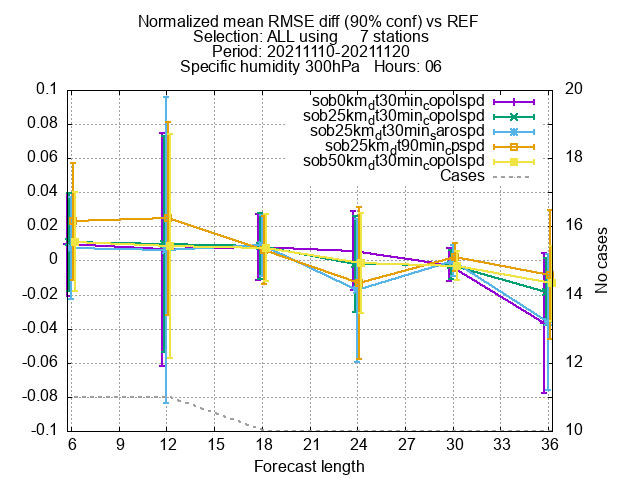 Normalized mean RMSE diff (90% conf) vs REF
Selection: ALL using 7 stations
Period: 20211110-20211120
Specific humidity 300hPa Hours: 06
sob0km_dt30min_copolspd
sob25km_dt30min_copolspd
sob25km_dt30min_sarospd
sob25km_dt90min_cpspd
sob50km_dt30min_copolspd
Cases
0.1
0.08
0.06
0.04
0.02
0
-0.02
-0.04
-0.06
-0.08
-0.1
20
18
16
14
12
10
No cases
6 9 12 15 18 21 24 27 30 33 36
Forecast length